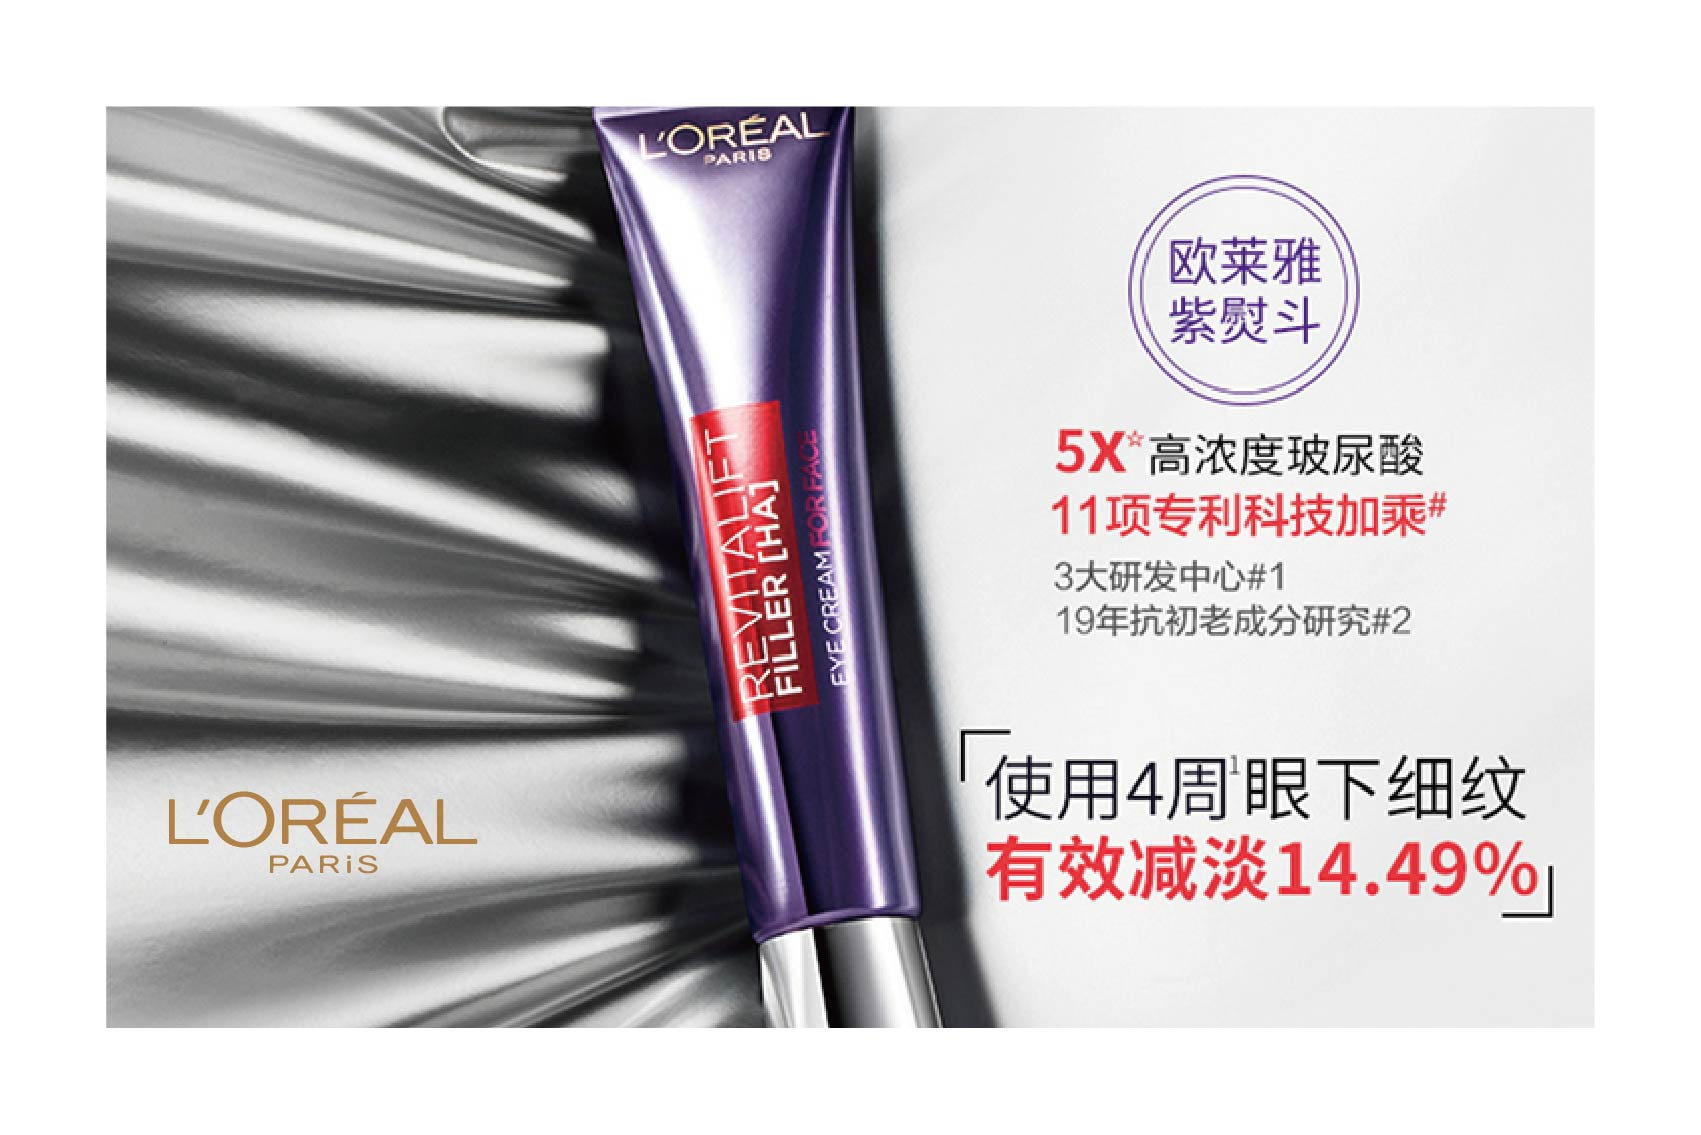 L'ORÉAL
PARIS
REVITALIFT
FILLER [HA]
EYE CREAM FOR FACE
欧莱雅
紫熨斗
5X☆高浓度玻尿酸
11项专利科技加乘#
3大研发中心#1
19年抗初老成分研究#2
「使用4周¹眼下细纹
有效减淡14.49%」
L'ORÉAL
PARiS